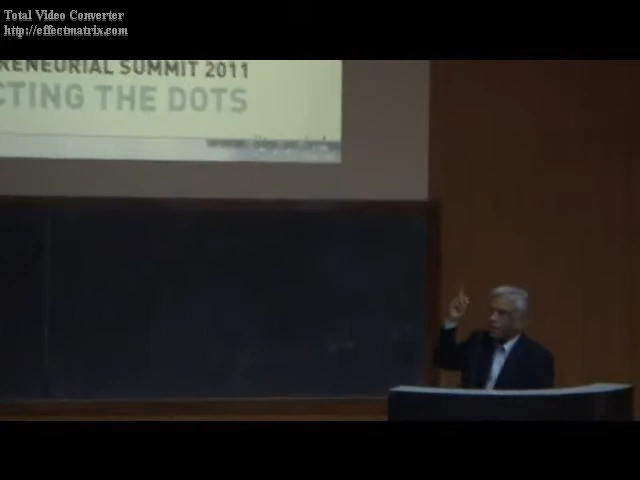 Total Video Converter
http://effectmatrix.com
RENEURIAL SUMMIT 2011
CTING THE DOTS